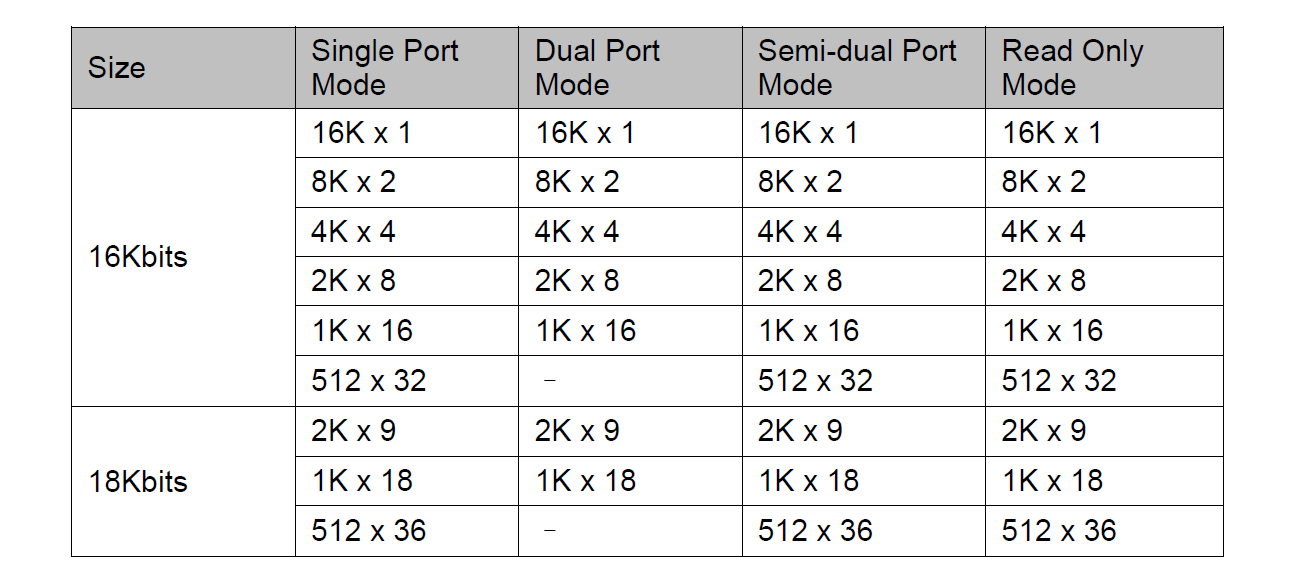 Size Single Port Mode Dual Port Mode Semi-dual Port Mode Read Only Mode
16Kbits 16K x 1 16K x 1 16K x 1 16K x 1
8K x 2 8K x 2 8K x 2 8K x 2
4K x 4 4K x 4 4K x 4 4K x 4
2K x 8 2K x 8 2K x 8 2K x 8
1K x 16 1K x 16 1K x 16 1K x 16
512 x 32 – 512 x 32 512 x 32
18Kbits 2K x 9 2K x 9 2K x 9 2K x 9
1K x 18 1K x 18 1K x 18 1K x 18
512 x 36 – 512 x 36 512 x 36